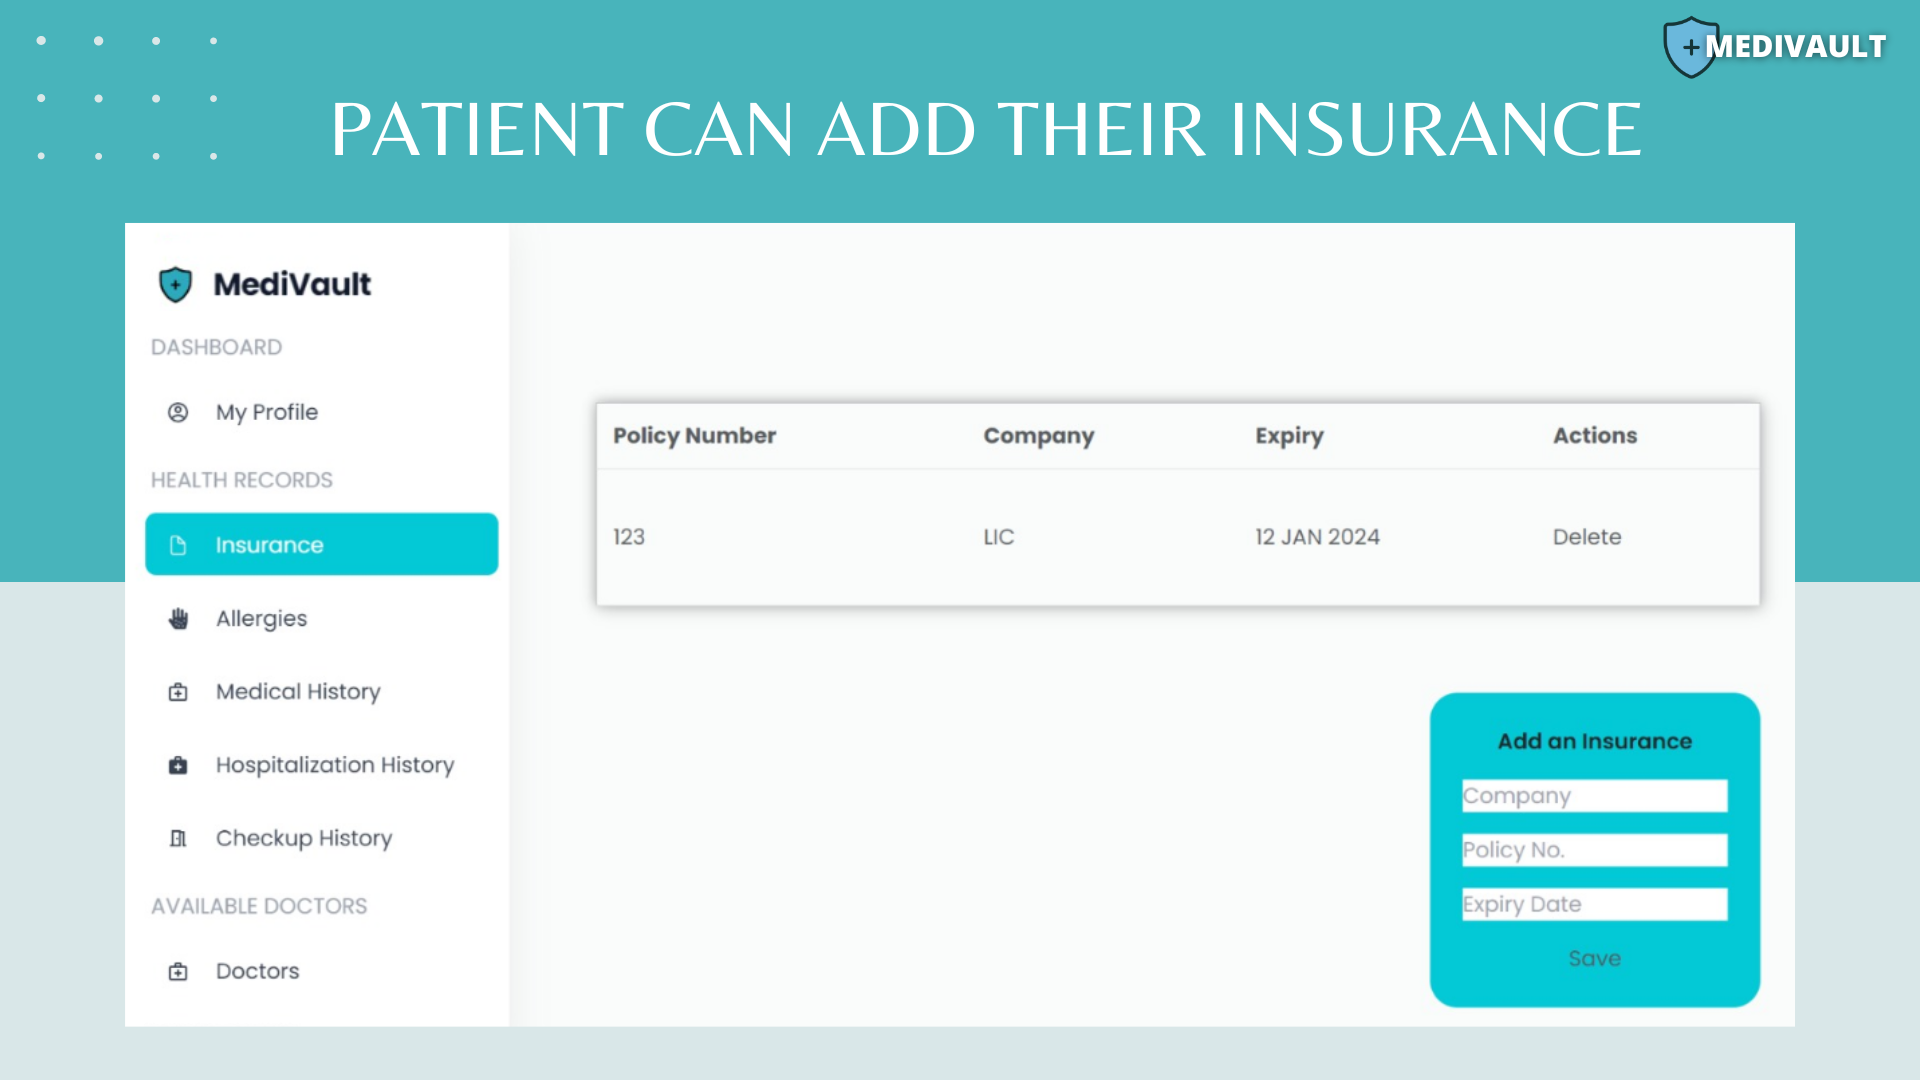 MEDIVAULT
PATIENT CAN ADD THEIR INSURANCE
MediVault
DASHBOARD
My Profile
HEALTH RECORDS
Insurance
Allergies
Medical History
Hospitalization History
Checkup History
AVAILABLE DOCTORS
Doctors
Policy Number Company Expiry Actions
123 LIC 12 JAN 2024 Delete
Add an Insurance
Company
Policy No.
Expiry Date
Save